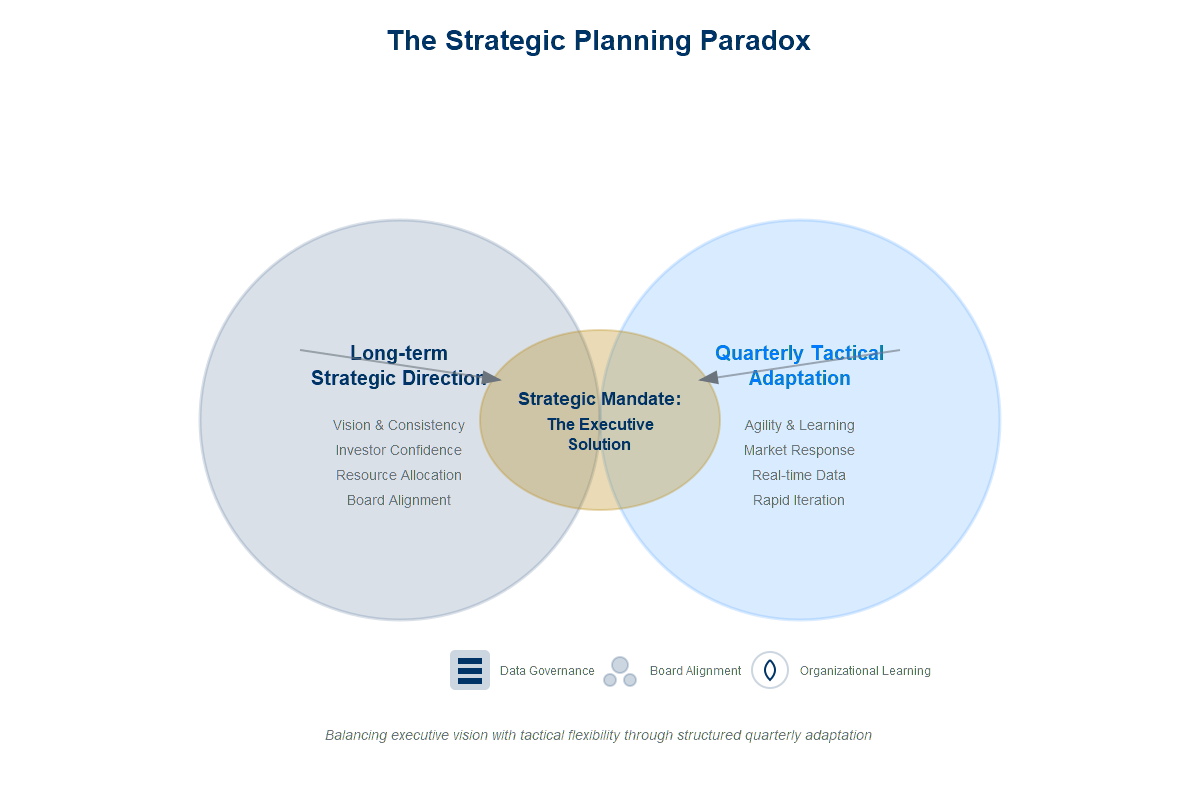 The Strategic Planning Paradox
Long-term
Strategic Direction
Vision & Consistency
Investor Confidence
Resource Allocation
Board Alignment
Strategic Mandate:
The Executive
Solution
Quarterly Tactical
Adaptation
Agility & Learning
Market Response
Real-time Data
Rapid Iteration
Data Governance
Board Alignment
Organizational Learning
Balancing executive vision with tactical flexibility through structured quarterly adaptation